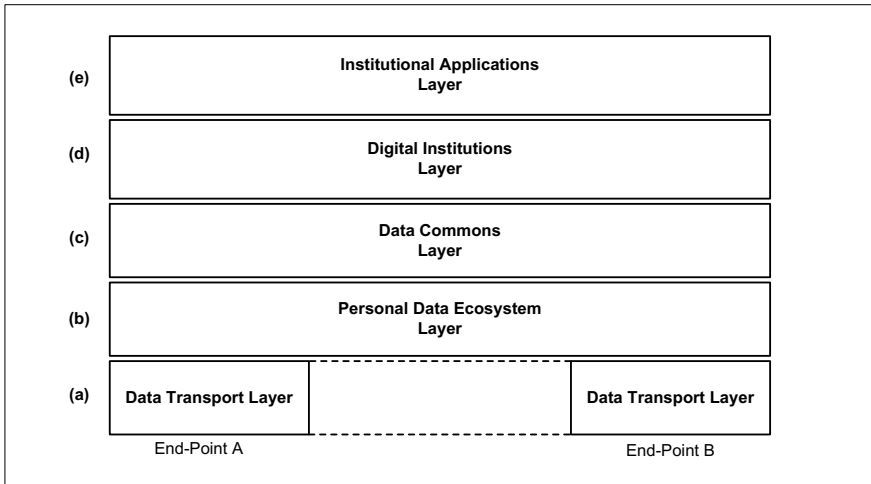 (e)
Institutional Applications
Layer
(d)
Digital Institutions
Layer
(c)
Data Commons
Layer
(b)
Personal Data Ecosystem
Layer
(a)
Data Transport Layer
Data Transport Layer
End-Point A
End-Point B